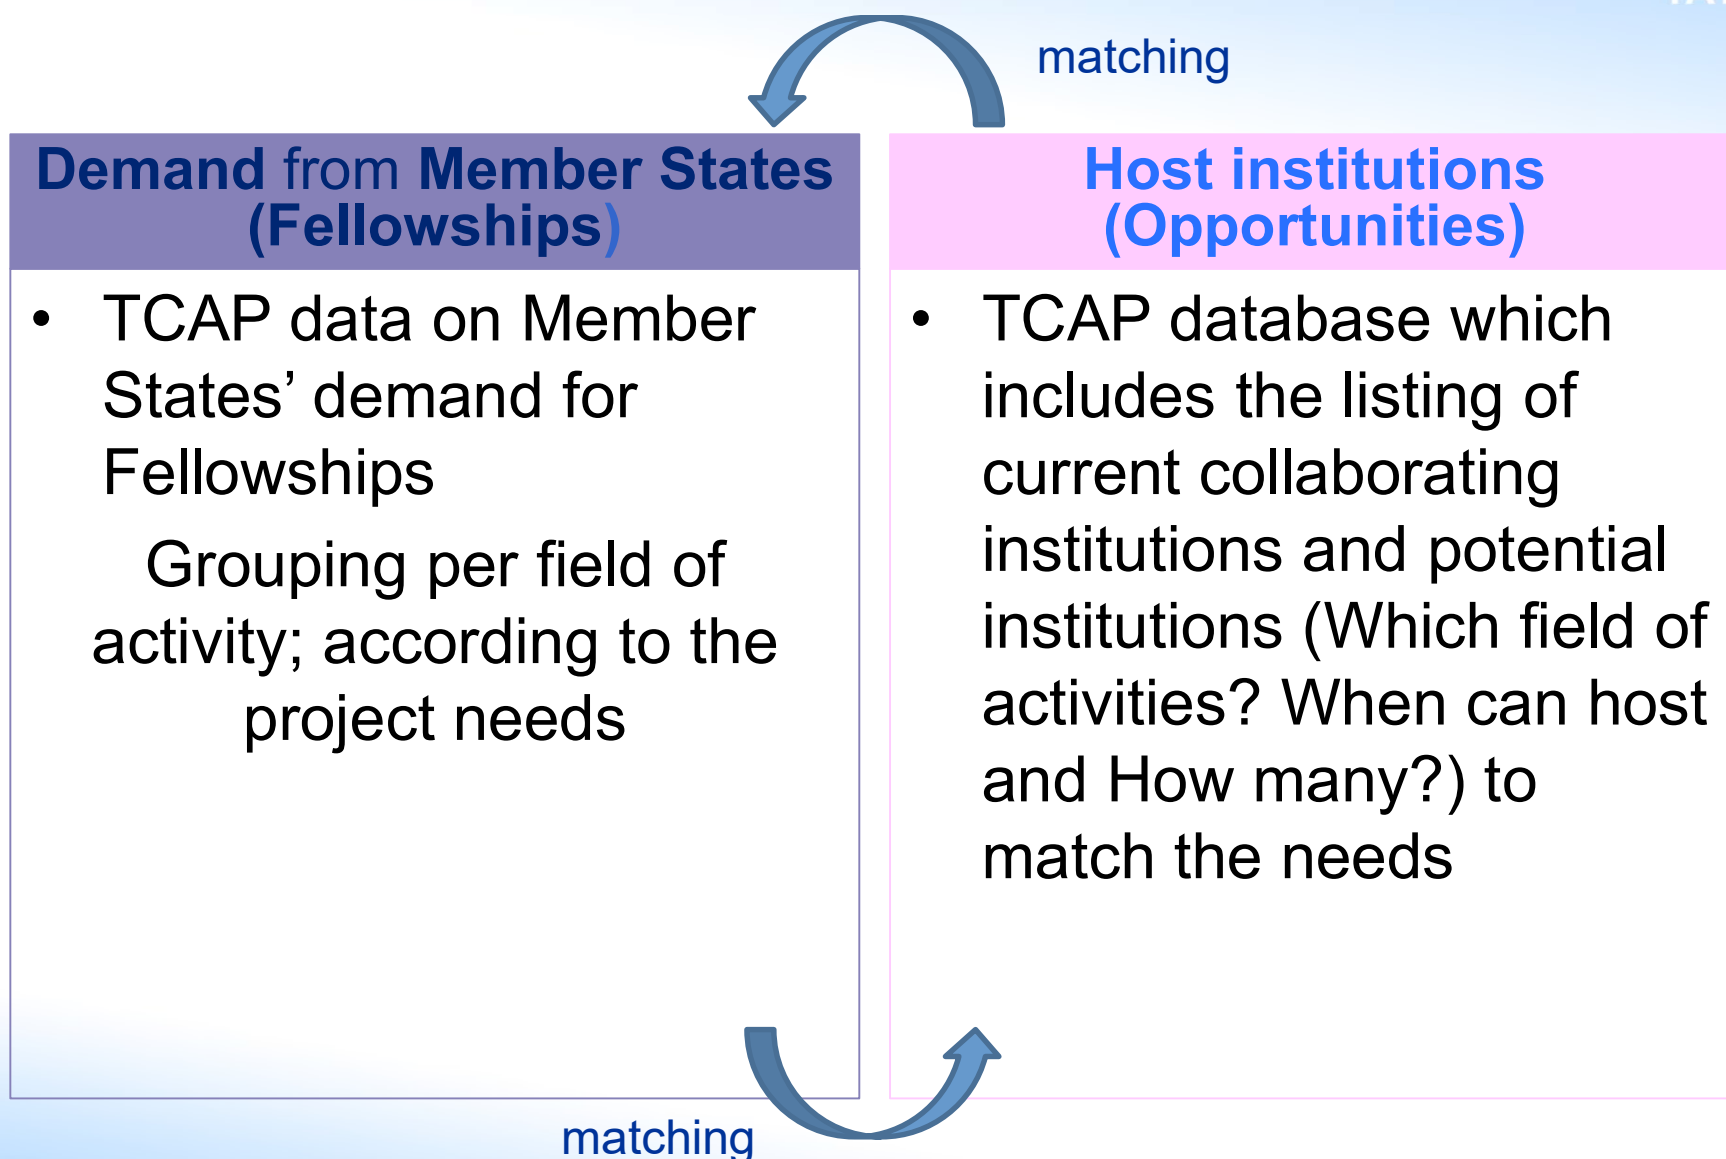 matching
Demand from Member States
(Fellowships)
• TCAP data on Member
States’ demand for
Fellowships
Grouping per field of
activity; according to the
project needs
Host institutions
(Opportunities)
• TCAP database which
includes the listing of
current collaborating
institutions and potential
institutions (Which field of
activities? When can host
and How many?) to
match the needs
matching